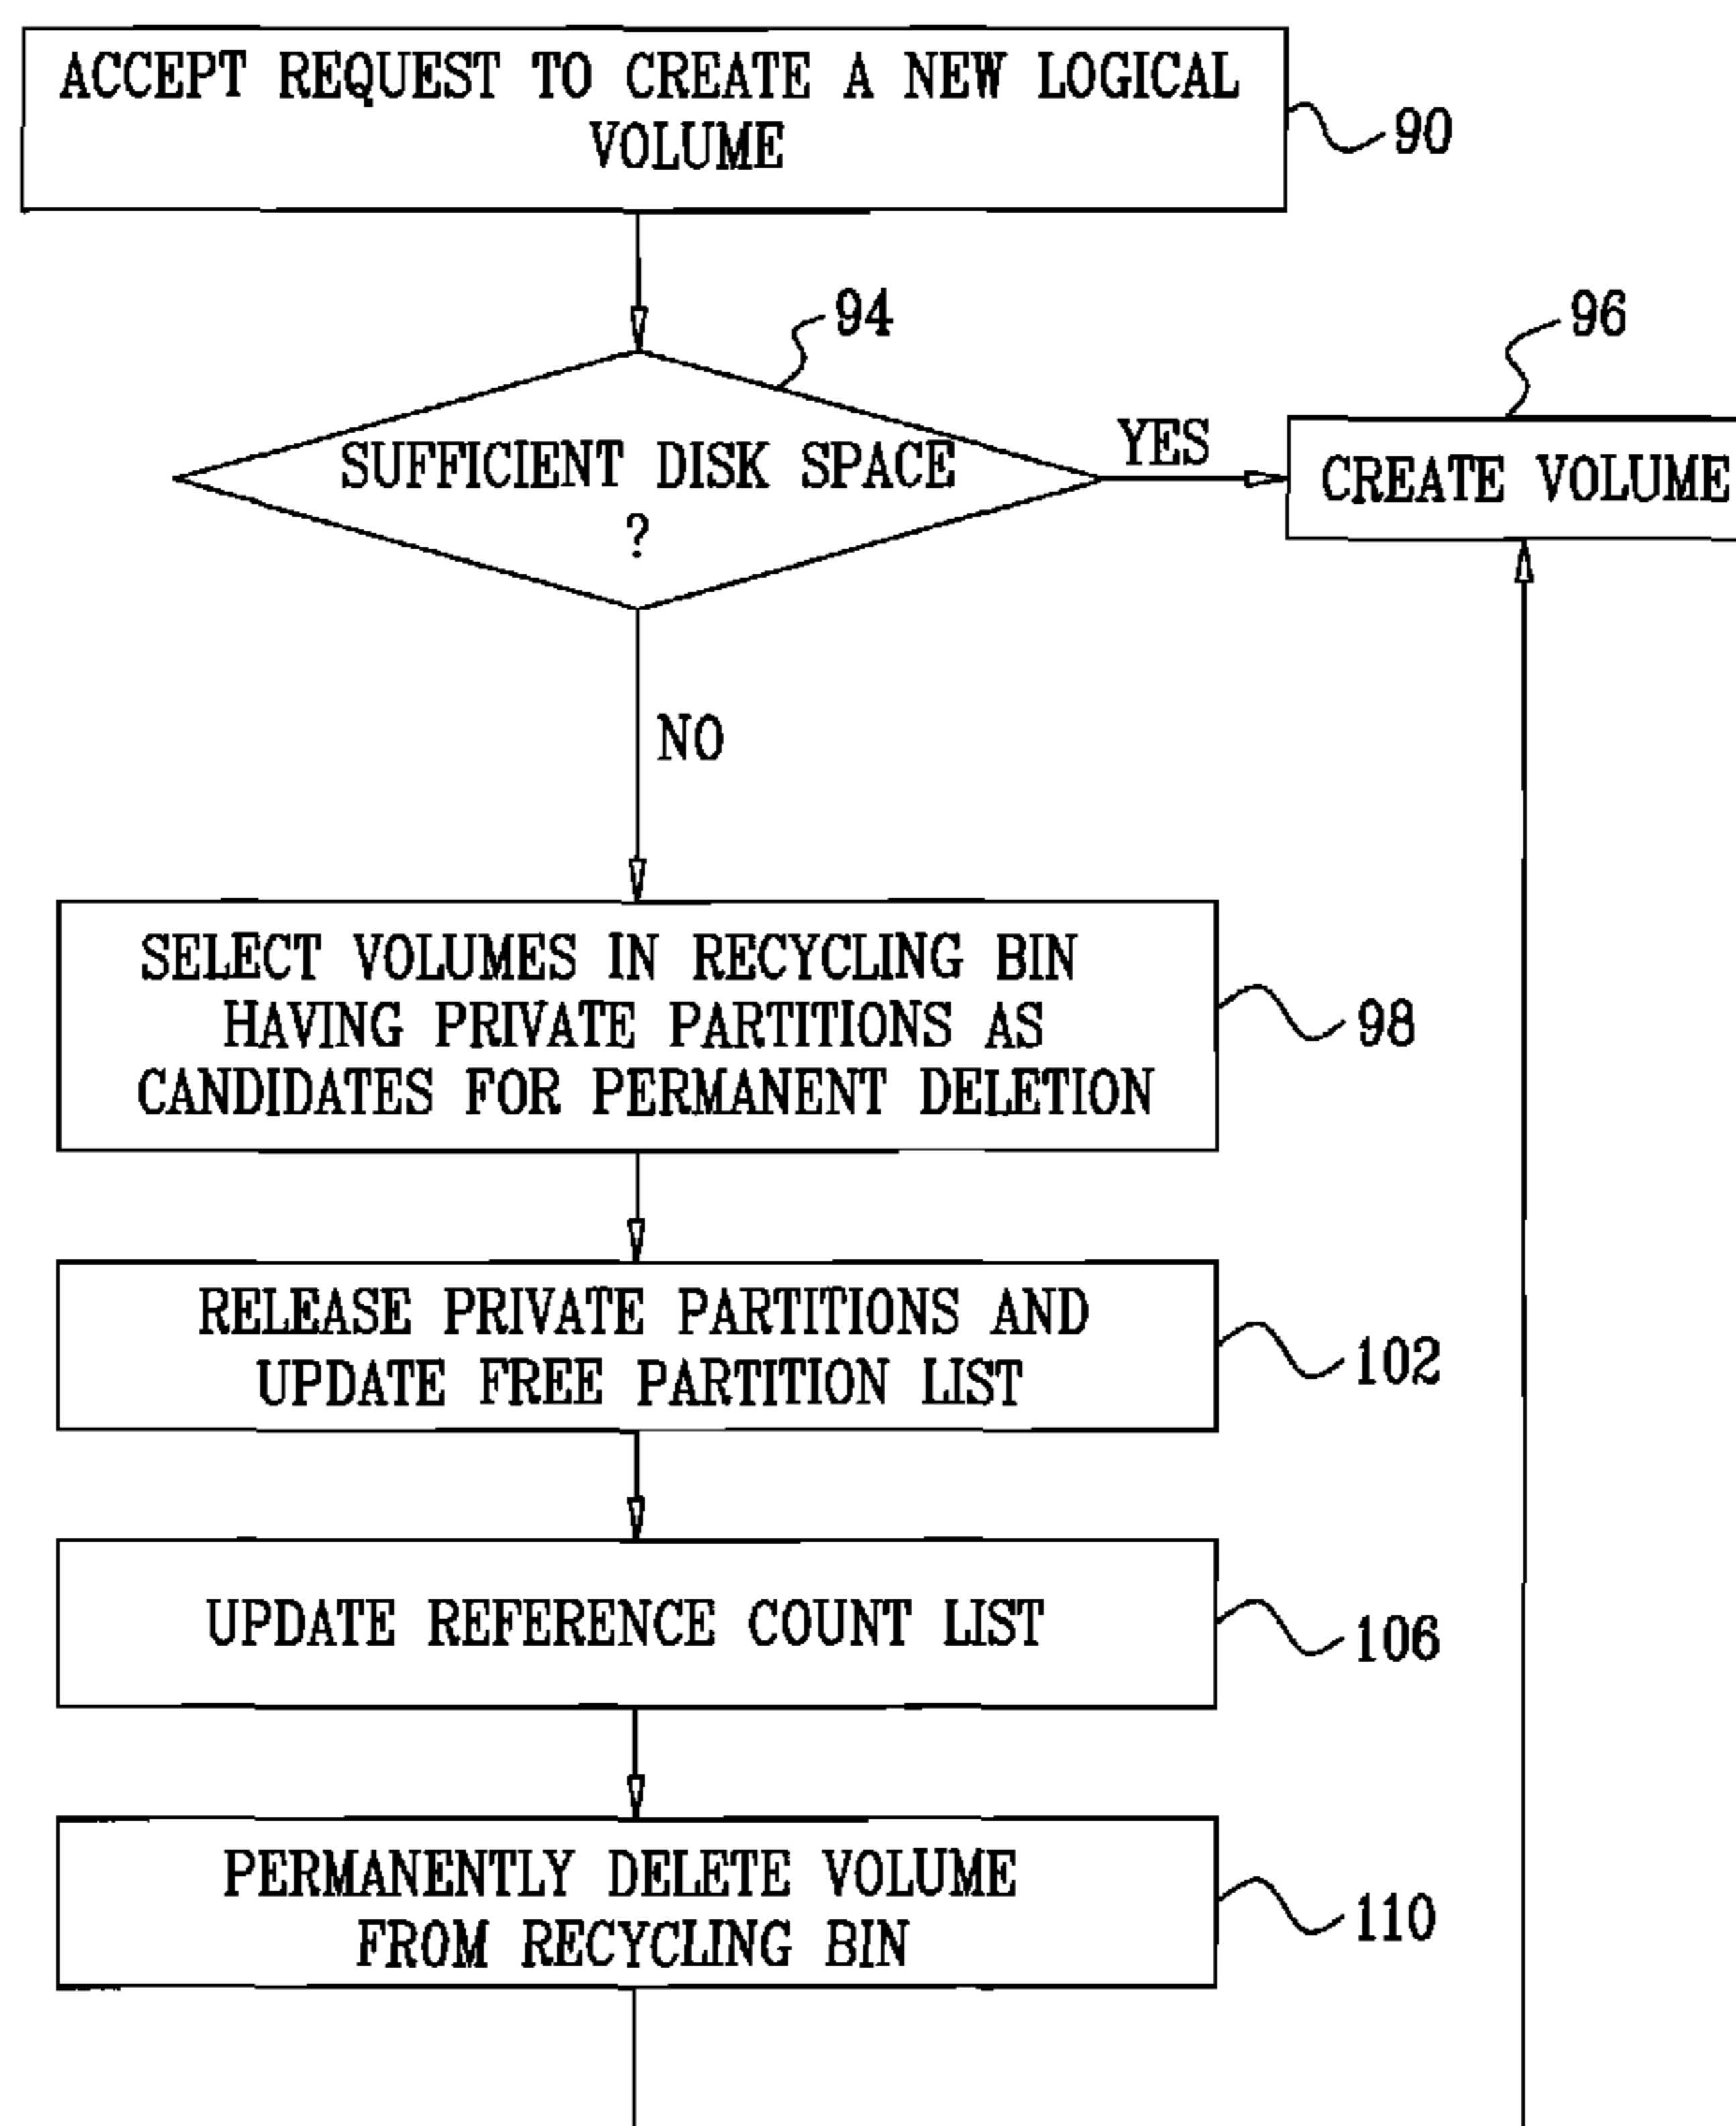 ACCEPT REQUEST TO CREATE A NEW LOGICAL
VOLUME
90
94
SUFFICIENT DISK SPACE
?
YES
96
CREATE VOLUME
NO
SELECT VOLUMES IN RECYCLING BIN
HAVING PRIVATE PARTITIONS AS
CANDIDATES FOR PERMANENT DELETION
98
RELEASE PRIVATE PARTITIONS AND
UPDATE FREE PARTITION LIST
102
UPDATE REFERENCE COUNT LIST
106
PERMANENTLY DELETE VOLUME
FROM RECYCLING BIN
110